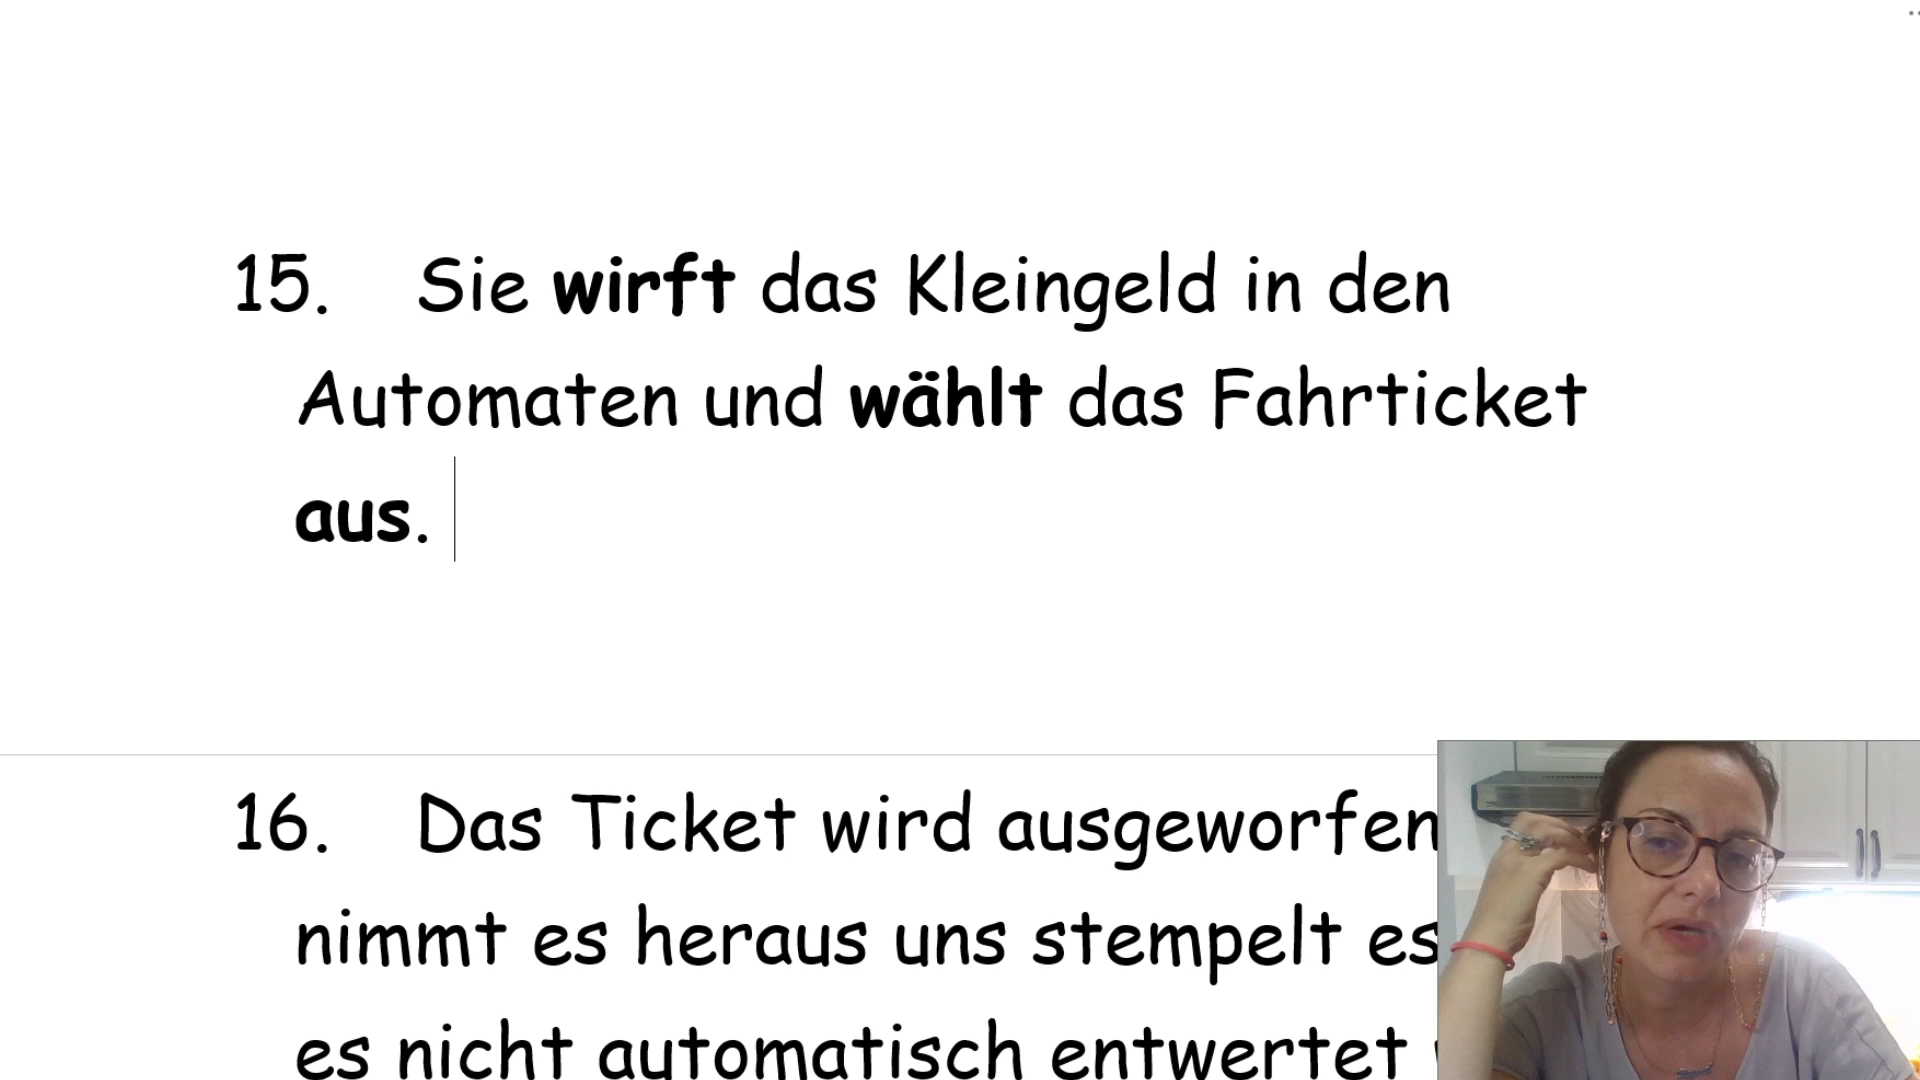 15. Sie wirft das Kleingeld in den
Automaten und wählt das Fahrticket
aus.
16. Das Ticket wird ausgeworfen
nimmt es heraus uns stempelt es
es nicht automatisch entwertet